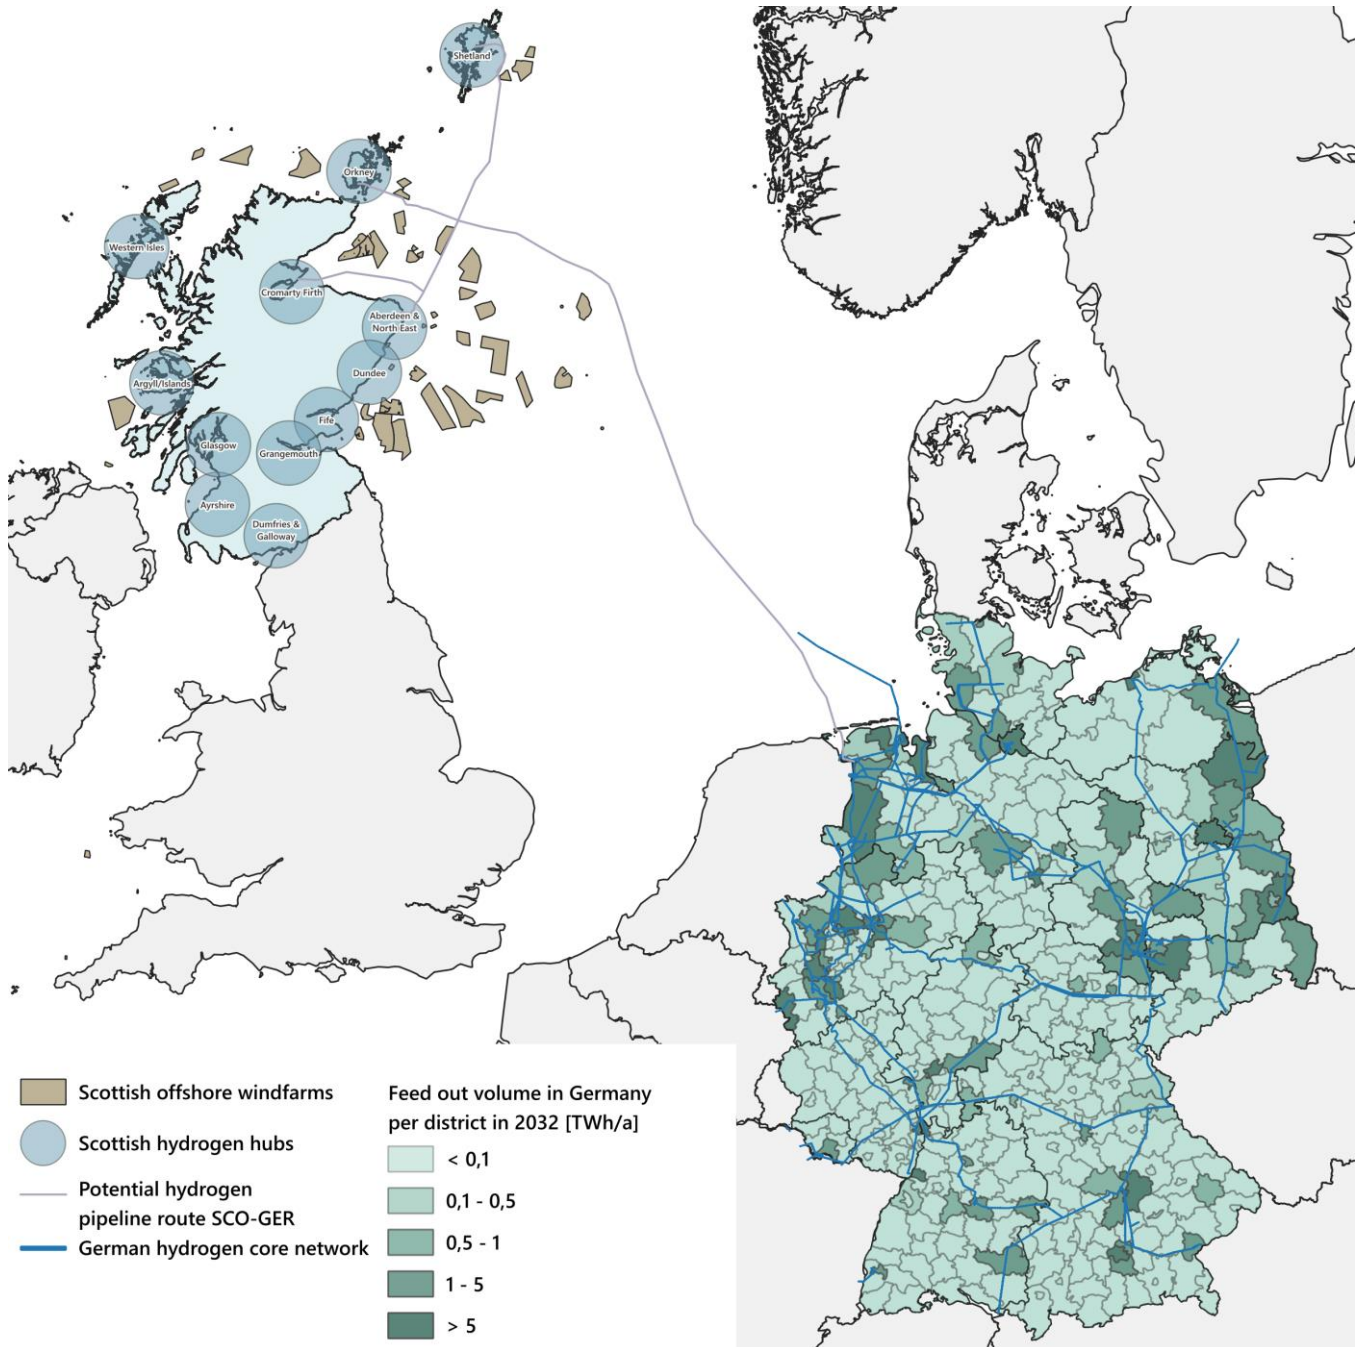 Shetland
Orkney
Western Isles
Cromarty Firth
Aberdeen &
North East
Dundee
Argyll/Islands
Fife
Glasgow
Grangemouth
Ayrshire
Dumfries &
Galloway
Scottish offshore windfarms
Scottish hydrogen hubs
Potential hydrogen
pipeline route SCO-GER
German hydrogen core network
Feed out volume in Germany
per district in 2032 [TWh/a]
< 0,1
0,1 - 0,5
0,5 - 1
1 - 5
> 5